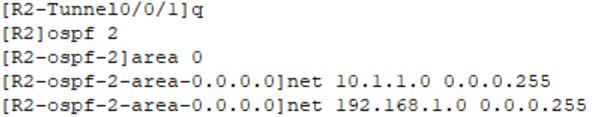 [R2-Tunnel0/0/1]q
[R2]ospf 2
[R2-ospf-2]area 0
[R2-ospf-2-area-0.0.0.0]net 10.1.1.0 0.0.0.255
[R2-ospf-2-area-0.0.0.0]net 192.168.1.0 0.0.0.255